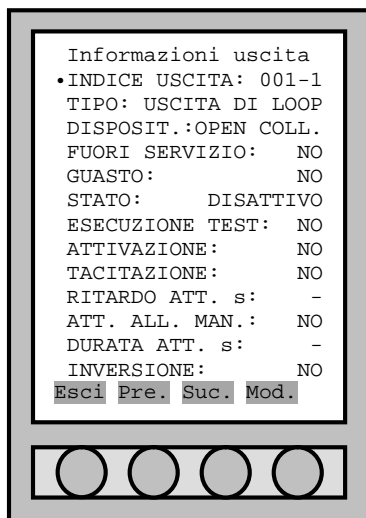 Informazioni uscita
•INDICE USCITA: 001-1
TIPO: USCITA DI LOOP
DISPOSIT.:OPEN COLL.
FUORI SERVIZIO: NO
GUASTO: NO
STATO: DISATTIVO
ESECUZIONE TEST: NO
ATTIVAZIONE: NO
TACITAZIONE: NO
RITARDO ATT. s: -
ATT. ALL. MAN.: NO
DURATA ATT. s: -
INVERSIONE: NO
Esci Pre. Suc. Mod.